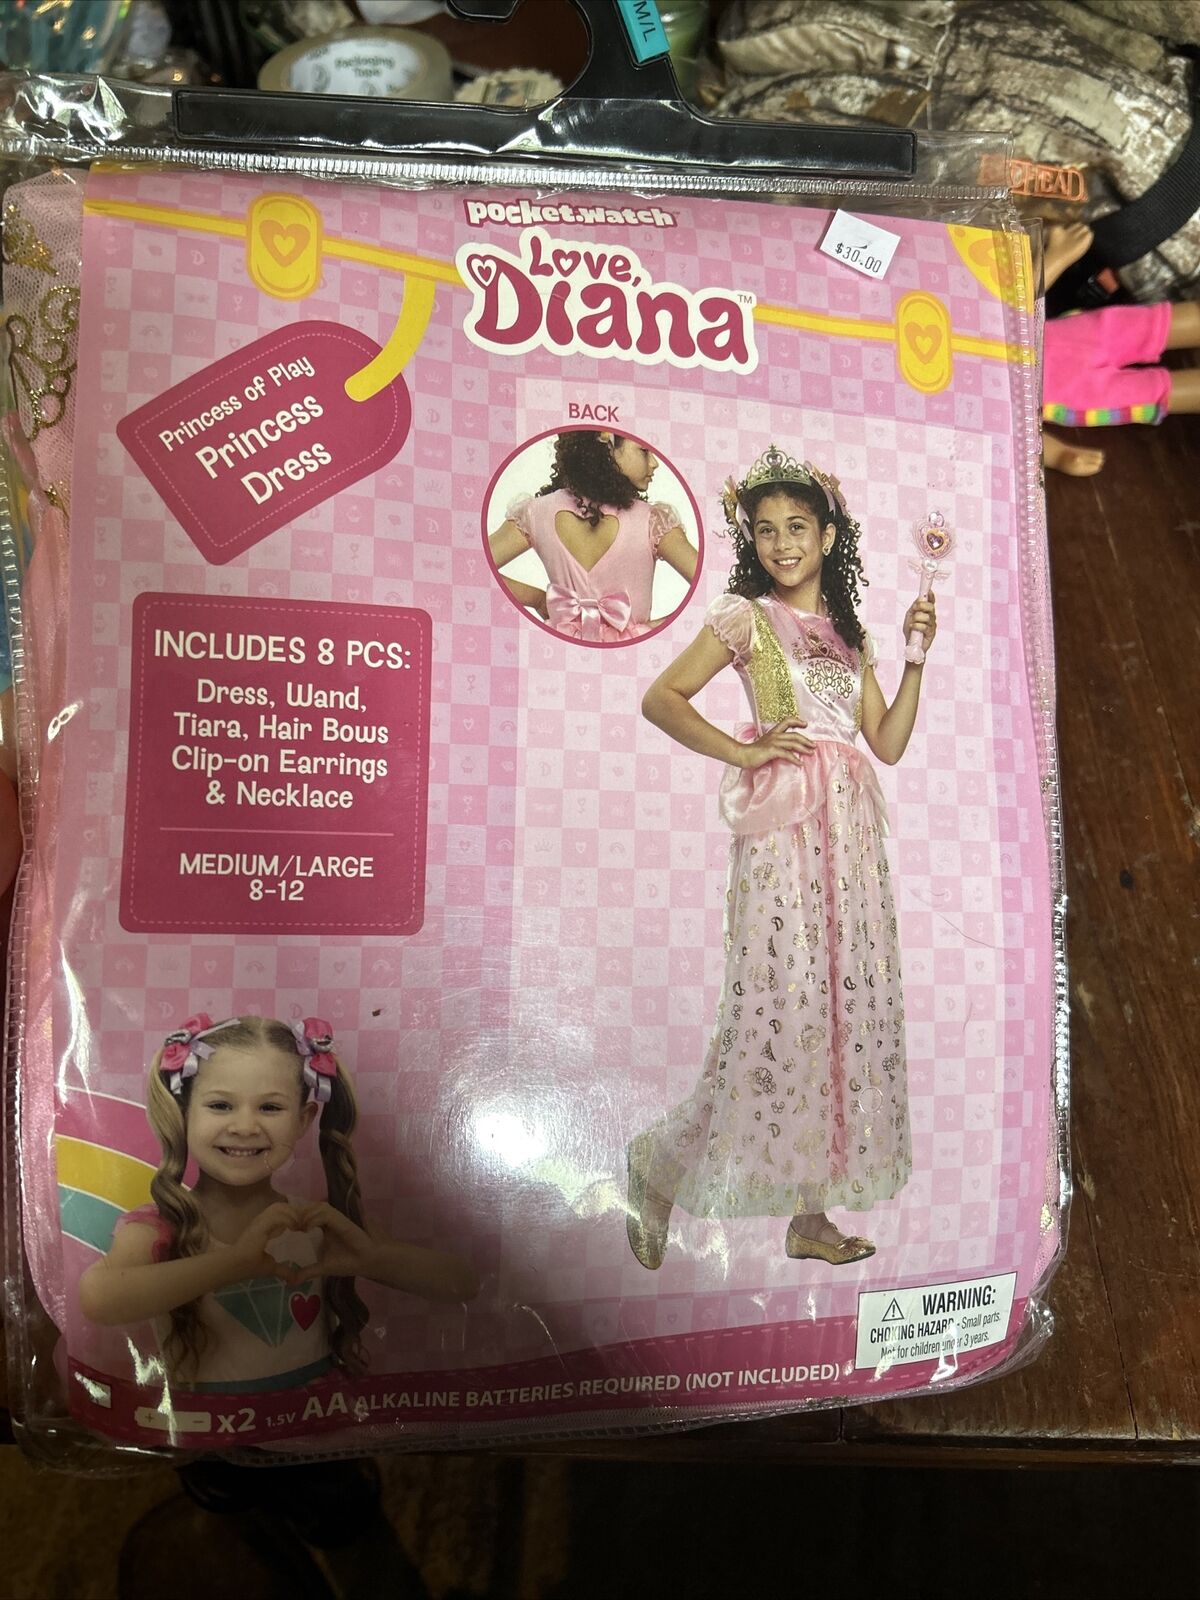 M/L
Packaging
Tape
pocket.watch
Love,
Diana™
$30.00
Princess of Play
Princess
Dress
BACK
INCLUDES 8 PCS:
Dress, Wand,
Tiara, Hair Bows
Clip-on Earrings
& Necklace
MEDIUM/LARGE
8-12
WARNING:
CHOKING HAZARD - Small parts.
Not for children under 3 years.
x2 1.5V AA ALKALINE BATTERIES REQUIRED (NOT INCLUDED)